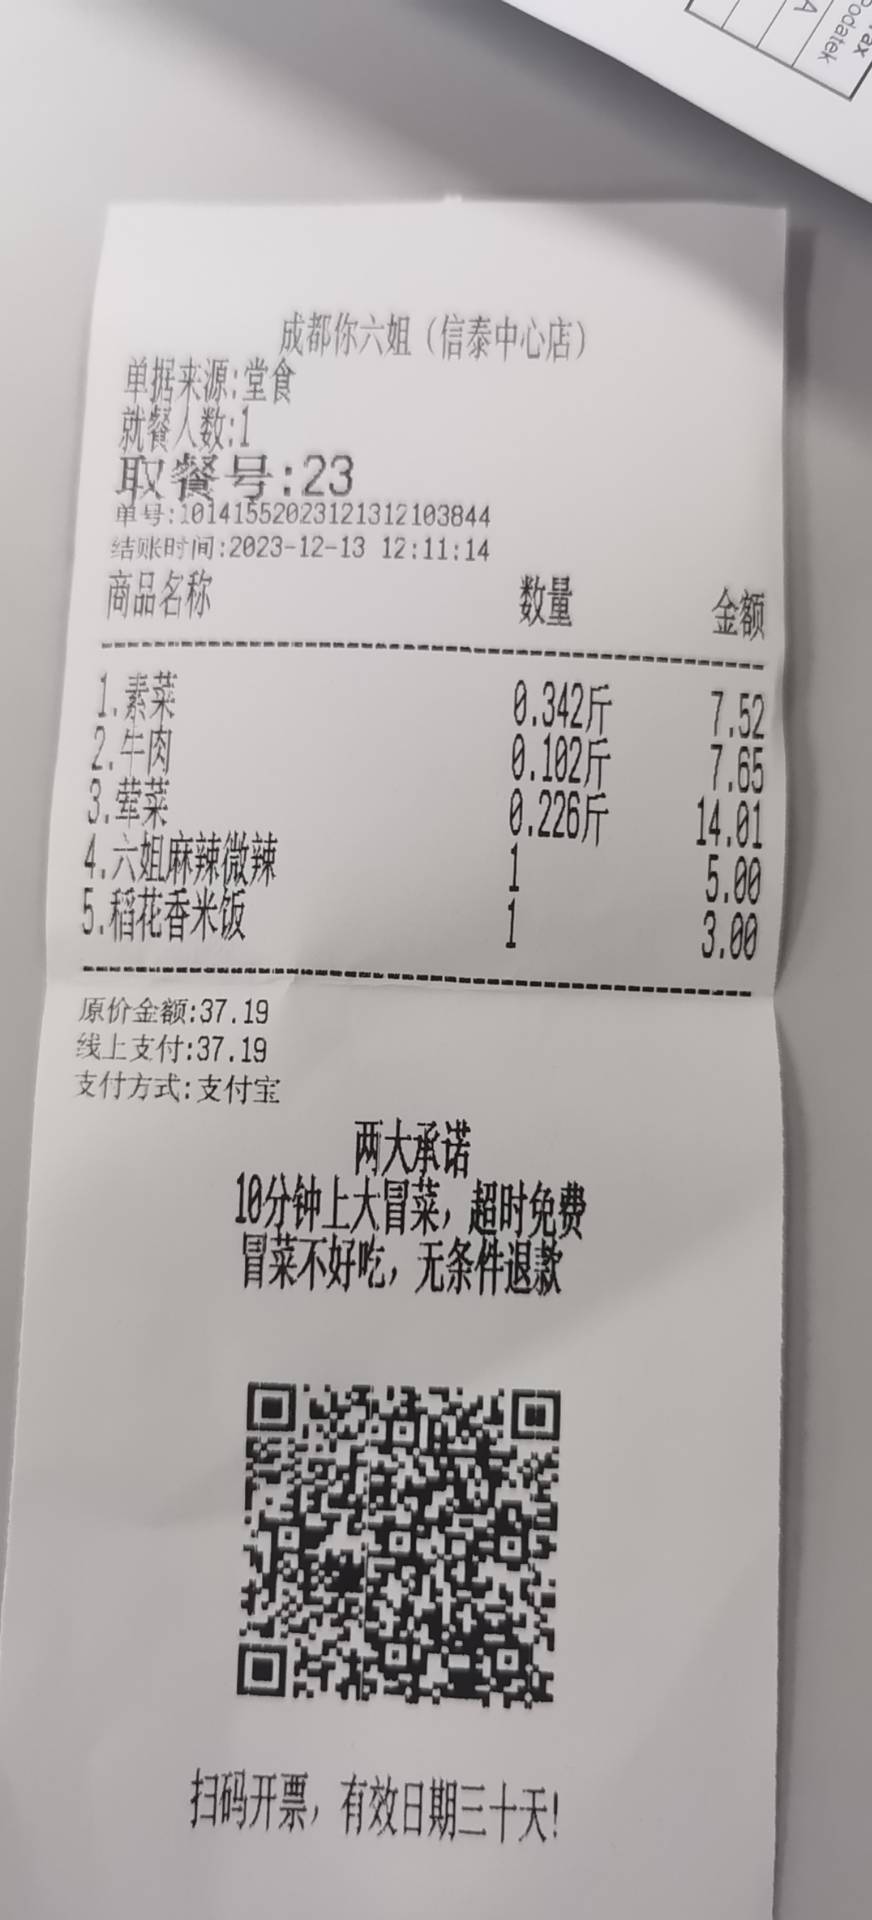 Tax
Podatek
A
成都你六姐（信泰中心店）
单据来源:堂食
就餐人数:1
取餐号:23
单号:10141552023121312103844
结账时间:2023-12-13 12:11:14
商品名称 数量 金额
1.素菜 0.342斤 7.52
2.牛肉 0.102斤 7.65
3.荤菜 0.226斤 14.01
4.六姐麻辣微辣 1 5.00
5.稻花香米饭 1 3.00
原价金额:37.19
线上支付:37.19
支付方式:支付宝
两大承诺
10分钟上大冒菜，超时免费
冒菜不好吃，无条件退款
扫码开票，有效日期三十天!